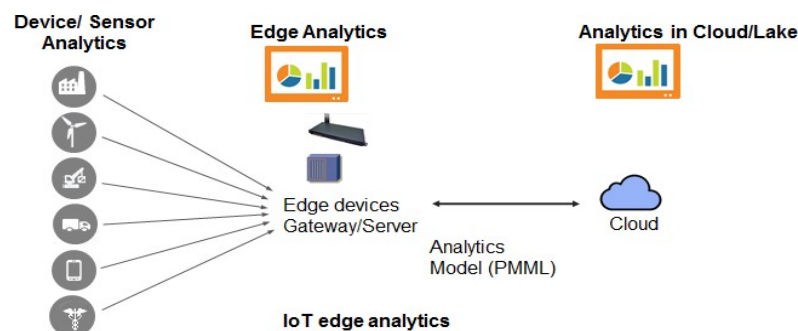 Device/ Sensor
Analytics
Edge Analytics
Analytics in Cloud/Lake
Edge devices
Gateway/Server
Cloud
Analytics
Model (PMML)
IoT edge analytics